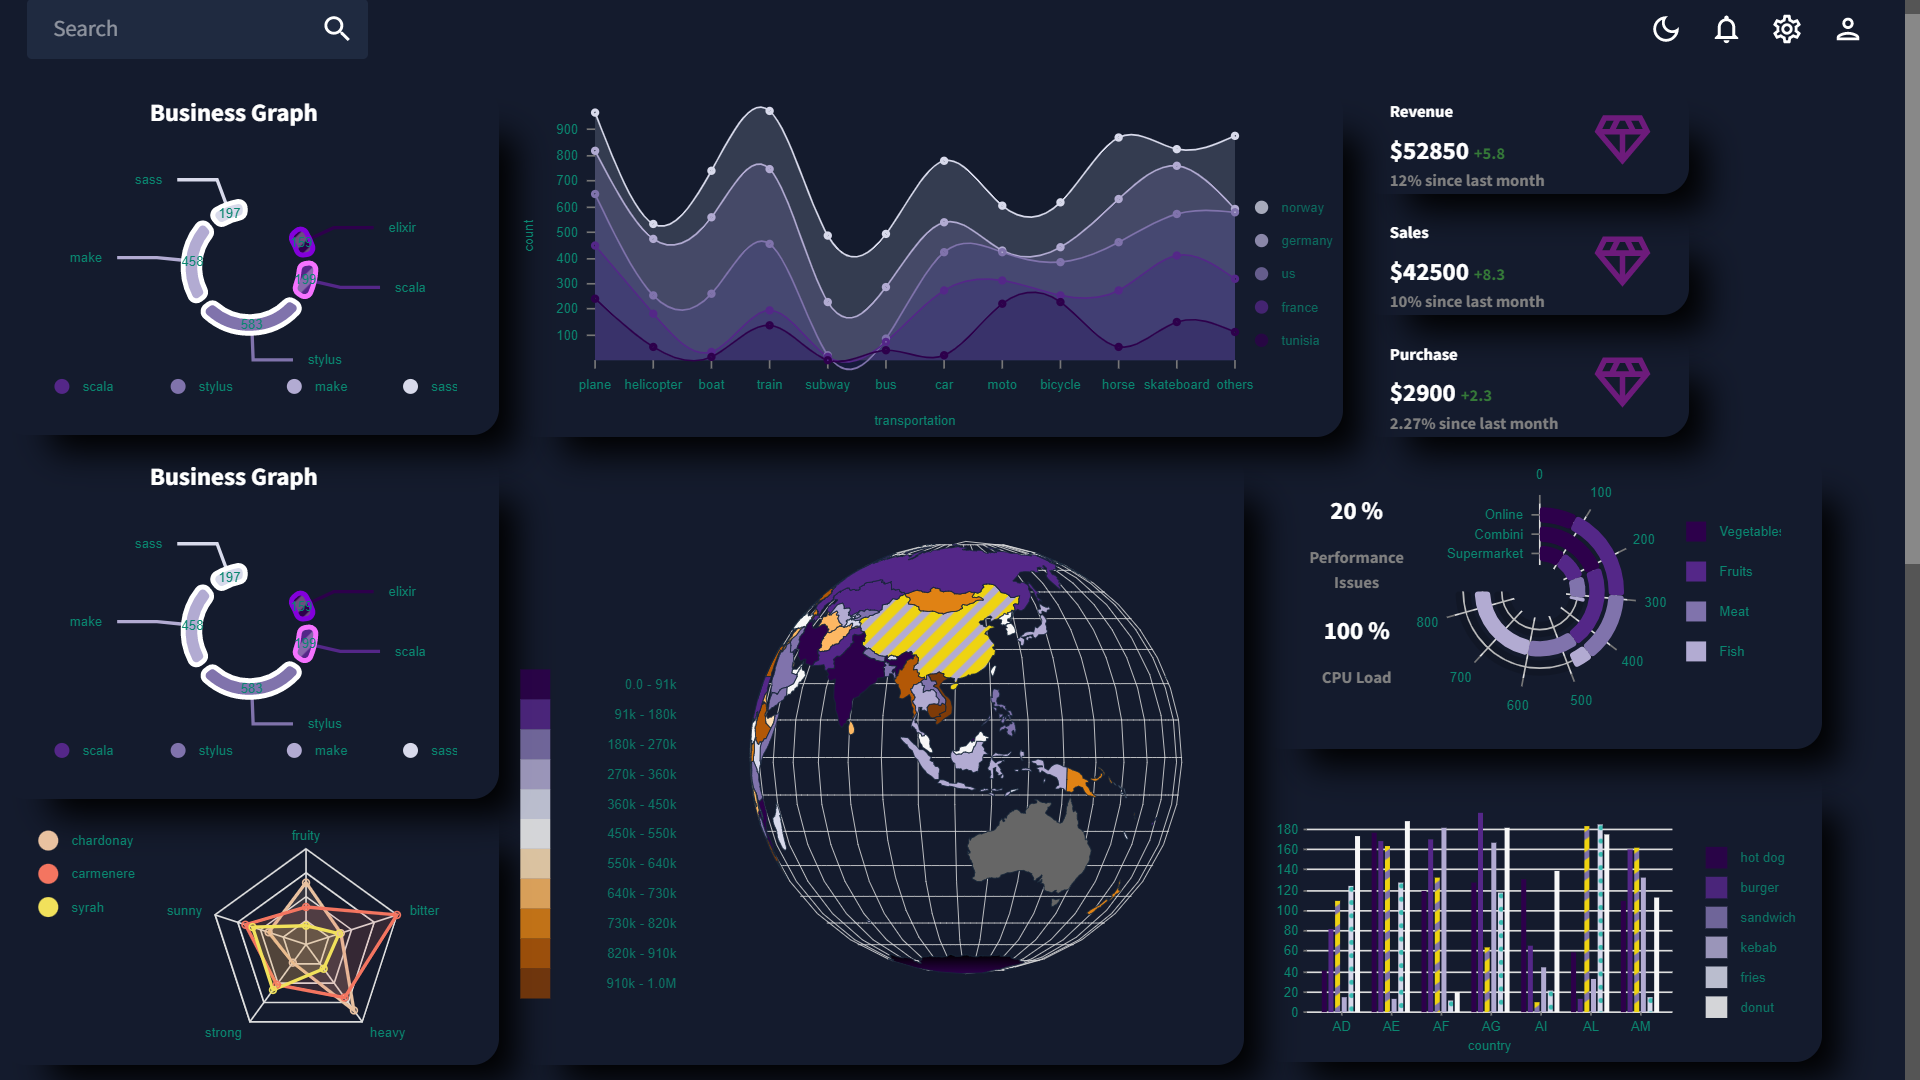 Search
Business Graph
sass
197
elixir
make
458
199
scala
583
stylus
scala
stylus
make
sass
900
800
700
600
500
400
300
200
100
count
plane
helicopter
boat
train
subway
bus
car
moto
bicycle
horse
skateboard
others
transportation
norway
germany
us
france
tunisia
Revenue
$52850 +5.8
12% since last month
Sales
$42500 +8.3
10% since last month
Purchase
$2900 +2.3
2.27% since last month
Business Graph
sass
197
elixir
make
458
199
scala
583
stylus
scala
stylus
make
sass
0.0 - 91k
91k - 180k
180k - 270k
270k - 360k
360k - 450k
450k - 550k
550k - 640k
640k - 730k
730k - 820k
820k - 910k
910k - 1.0M
20 %
Performance
Issues
100 %
CPU Load
0
100
200
300
400
500
600
700
800
Online
Combini
Supermarket
Vegetables
Fruits
Meat
Fish
chardonay
carmenere
syrah
fruity
bitter
heavy
strong
sunny
180
160
140
120
100
80
60
40
20
0
AD
AE
AF
AG
AI
AL
AM
country
hot dog
burger
sandwich
kebab
fries
donut